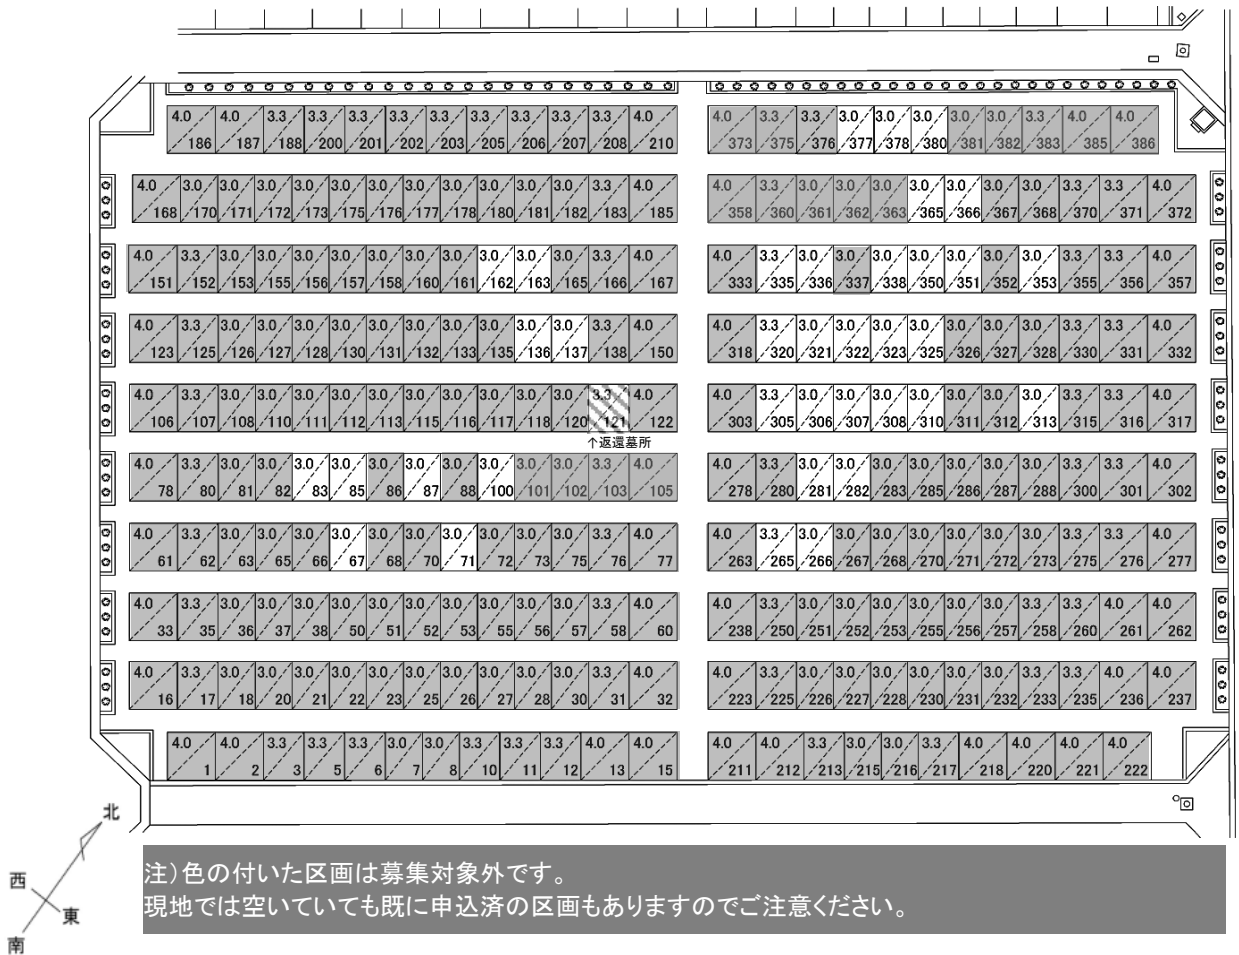 4.0 4.0 3.3 3.3 3.3 3.3 3.3 3.3 3.3 3.3 3.3 4.0 4.0 3.3 3.3 3.0 3.0 3.0 3.0 3.0 3.3 4.0 4.0
186 187 188 200 201 202 203 205 206 207 208 210 373 375 376 377 378 380 381 382 383 385 386
4.0 3.0 3.0 3.0 3.0 3.0 3.0 3.0 3.0 3.0 3.0 3.0 3.3 4.0 4.0 3.3 3.0 3.0 3.0 3.0 3.0 3.0 3.0 3.3 3.3 4.0
168 170 171 172 173 175 176 177 178 180 181 182 183 185 358 360 361 362 363 365 366 367 368 370 371 372
4.0 3.3 3.0 3.0 3.0 3.0 3.0 3.0 3.0 3.0 3.0 3.3 4.0 4.0 3.3 3.3 3.0 3.0 3.0 3.0 3.0 3.0 3.3 3.3 4.0
151 152 153 155 156 157 158 160 161 162 163 165 166 167 333 335 336 337 338 350 351 352 353 355 356 357
4.0 3.3 3.0 3.0 3.0 3.0 3.0 3.0 3.0 3.0 3.0 3.0 3.3 4.0 4.0 3.3 3.0 3.0 3.0 3.0 3.0 3.0 3.0 3.3 3.3 4.0
123 125 126 127 128 130 131 132 133 135 136 137 138 150 318 320 321 322 323 325 326 327 328 330 331 332
4.0 3.3 3.0 3.0 3.0 3.0 3.0 3.0 3.0 3.0 3.0 3.0 3.3 4.0 4.0 3.3 3.0 3.0 3.0 3.0 3.0 3.0 3.0 3.3 3.3 4.0
106 107 108 110 111 112 113 115 116 117 118 120 121 122 303 305 306 307 308 310 311 312 313 315 316 317
↑返還墓所
4.0 3.3 3.0 3.0 3.0 3.0 3.0 3.0 3.0 3.0 3.0 3.0 3.3 4.0 4.0 3.3 3.0 3.0 3.0 3.0 3.0 3.0 3.0 3.3 3.3 4.0
78 80 81 82 83 85 86 87 88 100 101 102 103 105 278 280 281 282 283 285 286 287 288 300 301 302
4.0 3.3 3.0 3.0 3.0 3.0 3.0 3.0 3.0 3.0 3.0 3.0 3.3 4.0 4.0 3.3 3.0 3.0 3.0 3.0 3.0 3.0 3.3 3.3 3.3 4.0
61 62 63 65 66 67 68 70 71 72 73 75 76 77 263 265 266 267 268 270 271 272 273 275 276 277
4.0 3.3 3.0 3.0 3.0 3.0 3.0 3.0 3.0 3.0 3.0 3.0 3.3 4.0 4.0 3.3 3.0 3.0 3.0 3.0 3.0 3.0 3.3 3.3 4.0 4.0
33 35 36 37 38 50 51 52 53 55 56 57 58 60 238 250 251 252 253 255 256 257 258 260 261 262
4.0 3.3 3.0 3.0 3.0 3.0 3.0 3.0 3.0 3.0 3.0 3.0 3.3 4.0 4.0 3.3 3.0 3.0 3.0 3.0 3.0 3.0 3.3 3.3 4.0 4.0
16 17 18 20 21 22 23 25 26 27 28 30 31 32 223 225 226 227 228 230 231 232 233 235 236 237
4.0 4.0 3.3 3.3 3.3 3.0 3.0 3.3 3.3 3.3 4.0 4.0 4.0 4.0 3.3 3.0 3.0 3.3 4.0 4.0 4.0 4.0
1 2 3 5 6 7 8 10 11 12 13 15 211 212 213 215 216 217 218 220 221 222
北
西
東
南
注）色の付いた区画は募集対象外です。
現地では空いていても既に申込済の区画もありますのでご注意ください。